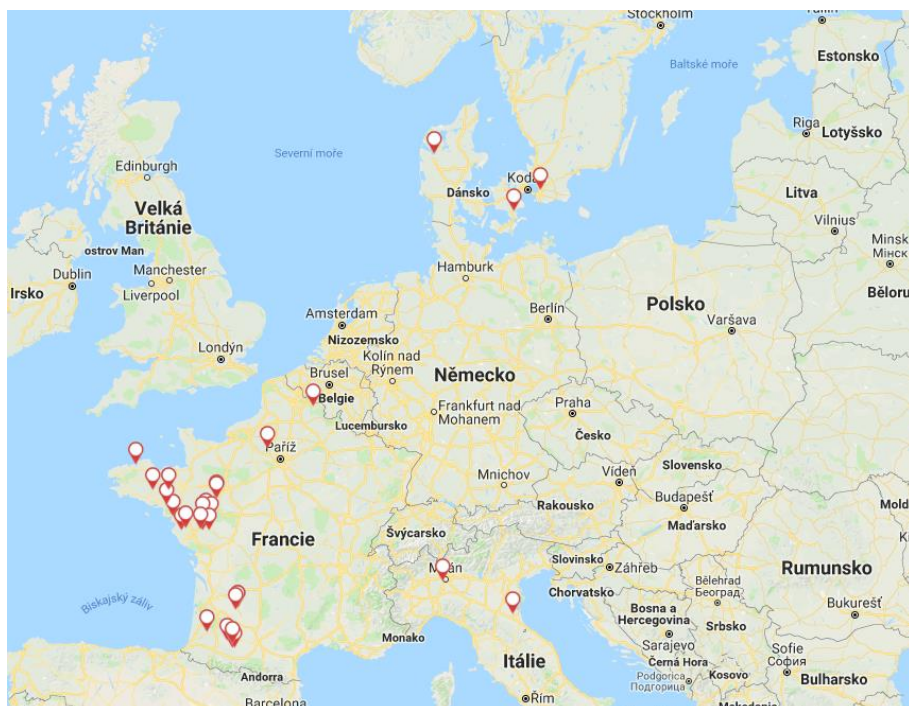 Stockholm
Tallin
Estonsko
Baltské moře
Riga
Lotyšsko
Edinburgh
Severní moře
Kodaň
Dánsko
Litva
Vilnius
Velká
Británie
ostrov Man
Minsk
Мінск
Dublin
Manchester
Liverpool
Irsko
Hamburk
Běloru
Berlín
Polsko
Varšava
Amsterdam
Nizozemsko
Londýn
Kolín nad
Rýnem
Německo
Brusel
Belgie
Lucembursko
Frankfurt nad
Mohanem
Praha
Česko
Paříž
Mnichov
Vídeň
Slovensko
Rakousko
Budapešť
Maďarsko
Mold
Ki
Francie
Švýcarsko
Milán
Slovinsko
Záhřeb
Chorvatsko
Rumunsko
Bělehrad
Београд
Bosna a
Hercegovina
Srbsko
Bukurešť
Biskajský záliv
Monako
Sarajevo
Itálie
Černá Hora
Kosovo
Podgorica
Подгорица
Sofie
София
Bulharsko
Andorra
Barcelona
Řím